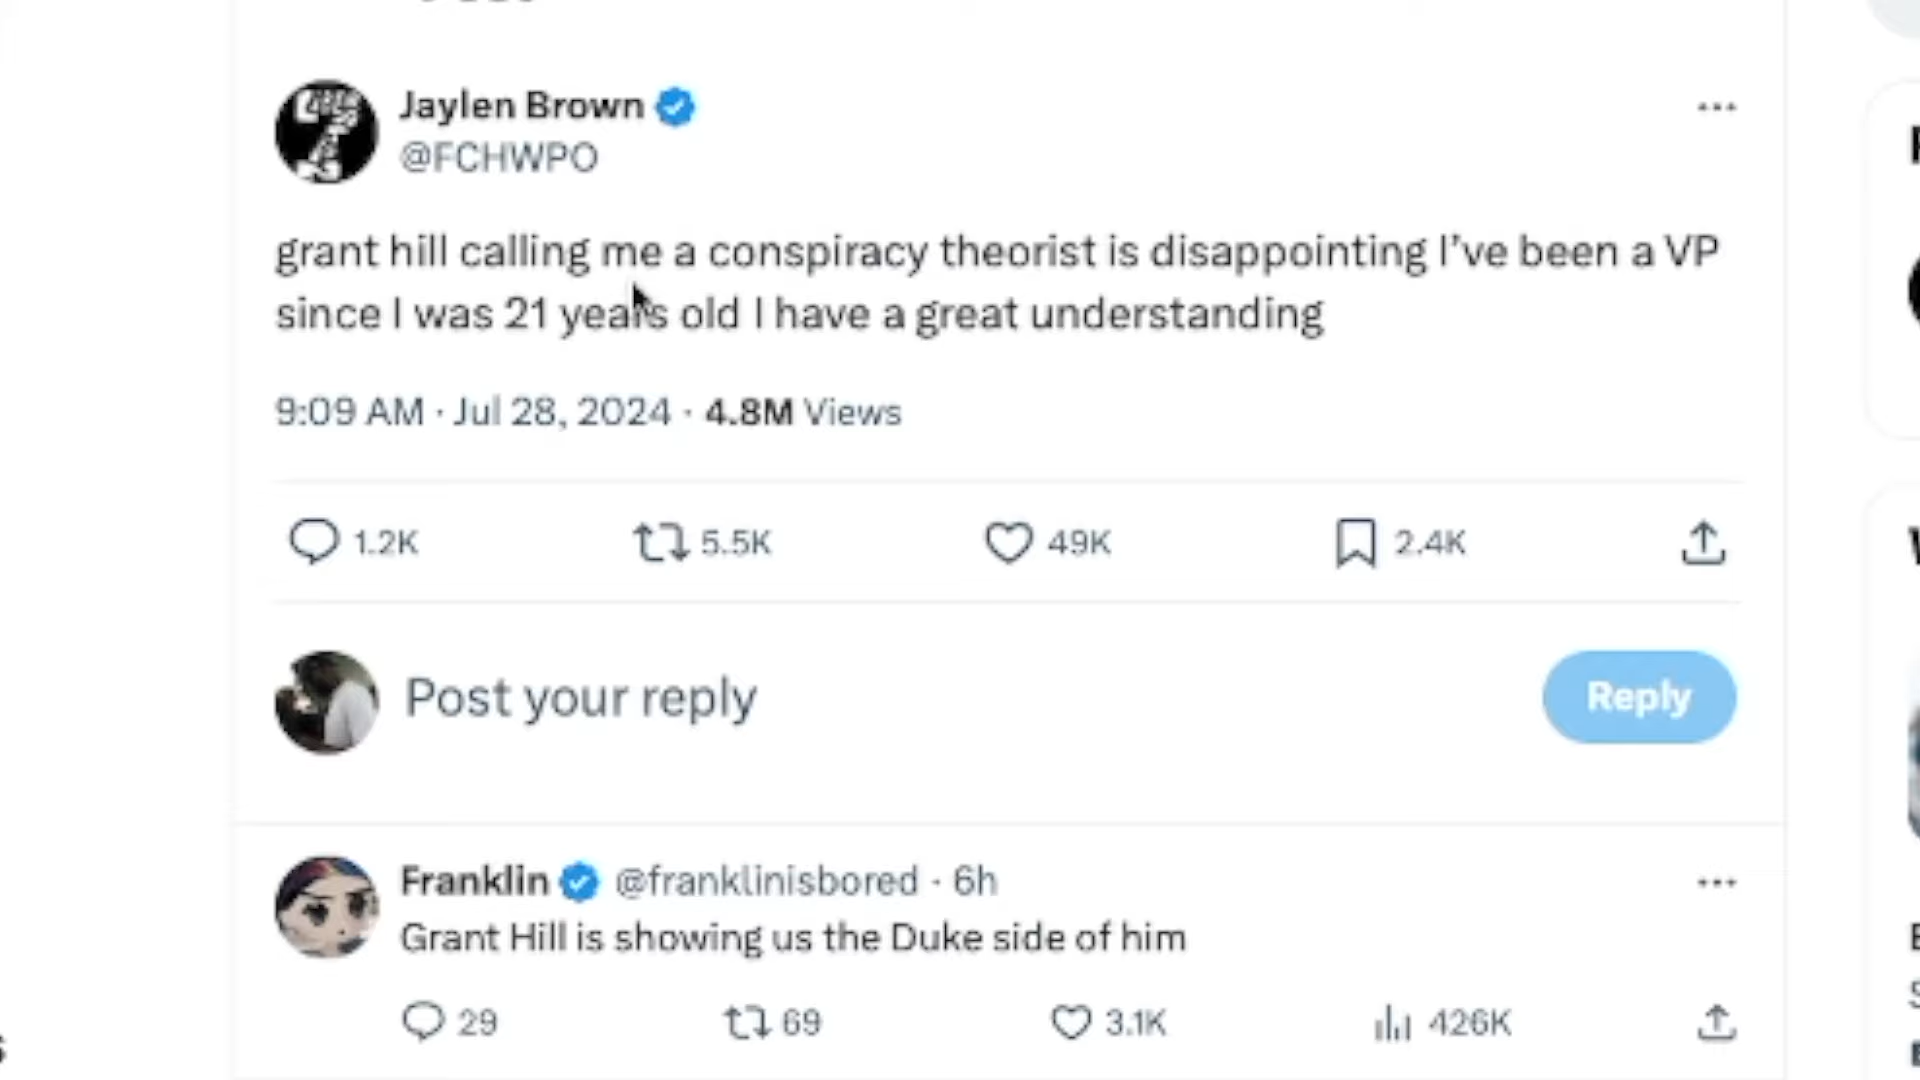 Jaylen Brown
@FCHWPO
grant hill calling me a conspiracy theorist is disappointing I’ve been a VP
since I was 21 years old I have a great understanding
9:09 AM · Jul 28, 2024 · 4.8M Views
1.2K 5.5K 49K 2.4K
Post your reply
Reply
Franklin @franklinisbored · 6h
Grant Hill is showing us the Duke side of him
29 69 3.1K 426K